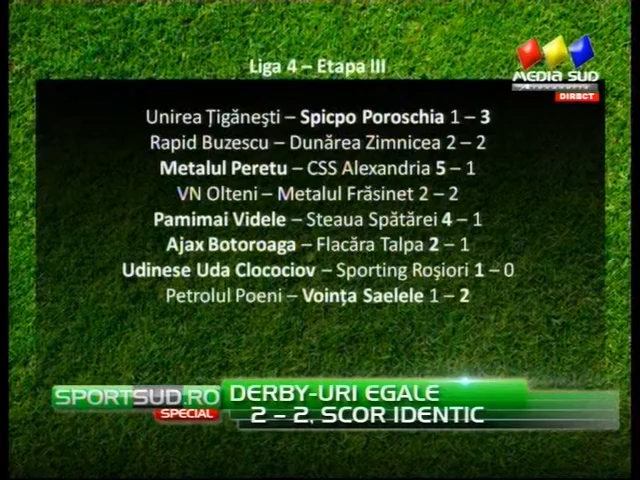 Liga 4 – Etapa III
MEDIA SUD
Alexandria
DIRECT
Unirea Țigănești – Spicpo Poroschia 1 – 3
Rapid Buzescu – Dunărea Zimnicea 2 – 2
Metalul Peretu – CSS Alexandria 5 – 1
VN Olteni – Metalul Frăsinet 2 – 2
Pamimai Videle – Steaua Spătărei 4 – 1
Ajax Botoroaga – Flacăra Talpa 2 – 1
Udinese Uda Clocociov – Sporting Roșiori 1 – 0
Petrolul Poeni – Voința Saelele 1 – 2
SPORTSUD.RO
SPECIAL
DERBY-URI EGALE
2 – 2, SCOR IDENTIC